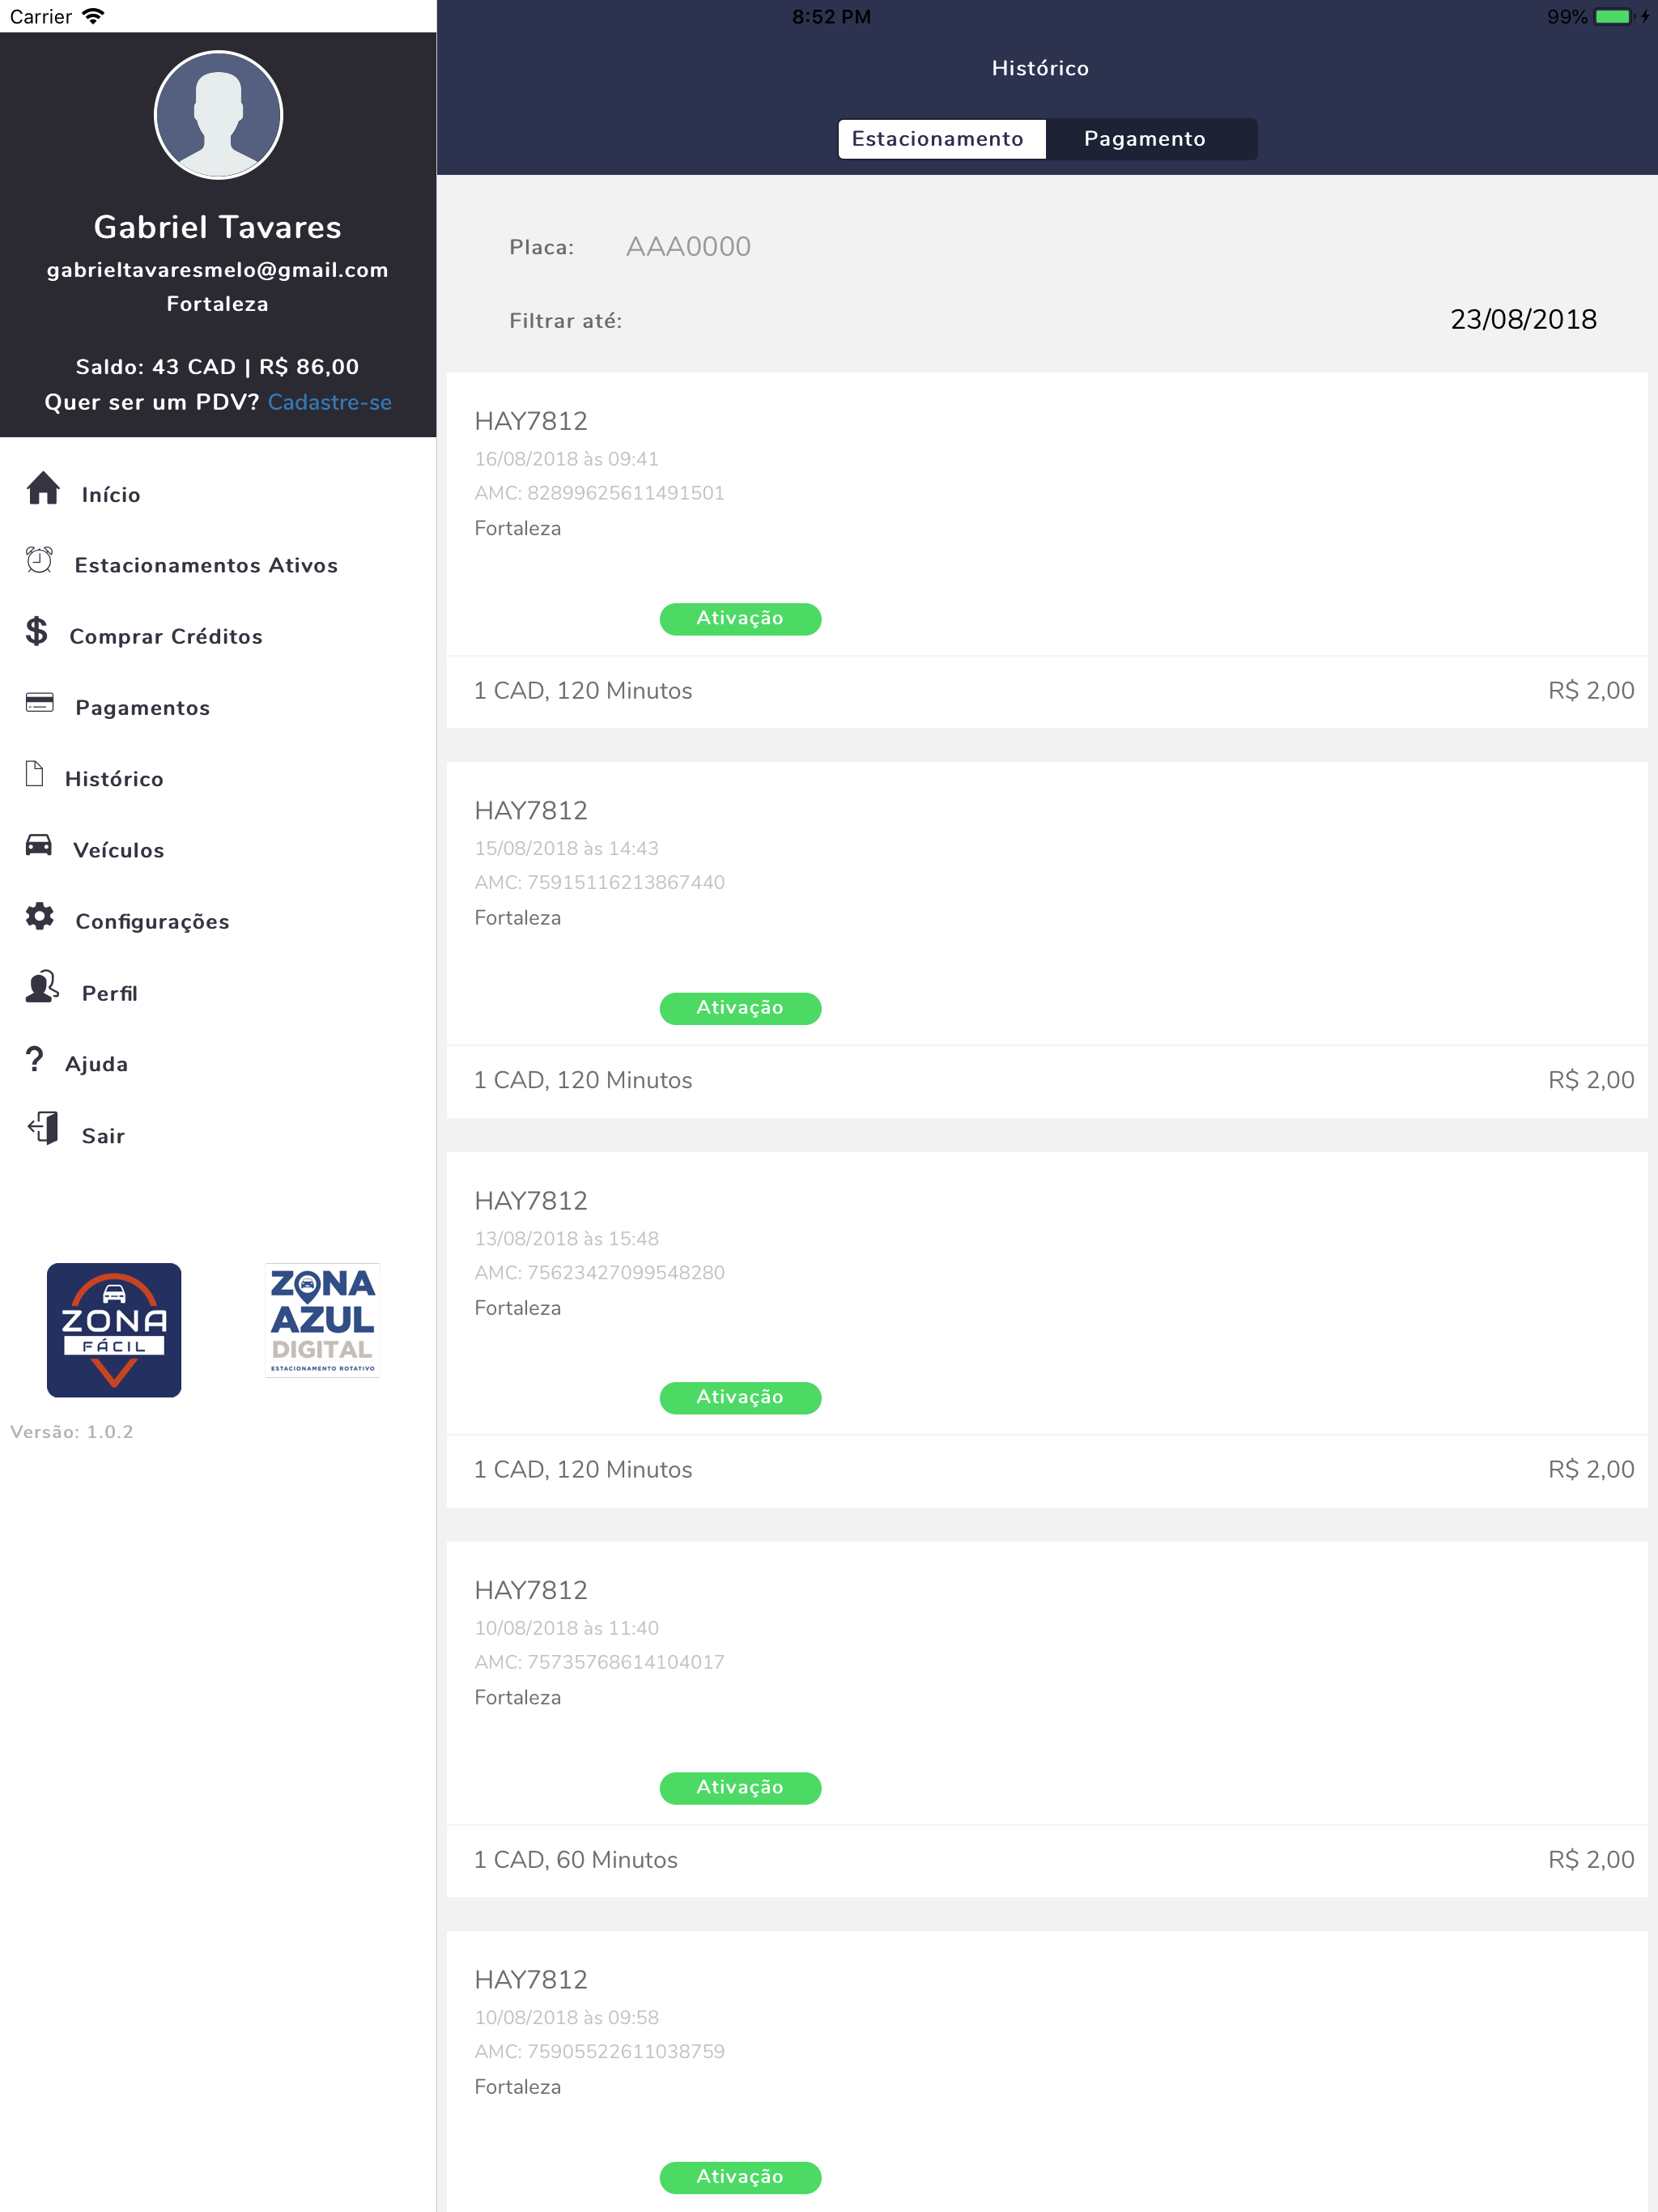 Carrier
8:52 PM
99%
Gabriel Tavares
gabrieltavaresmelo@gmail.com
Fortaleza
Saldo: 43 CAD | R$ 86,00
Quer ser um PDV? Cadastre-se
Início
Estacionamentos Ativos
Comprar Créditos
Pagamentos
Histórico
Veículos
Configurações
Perfil
Ajuda
Sair
ZONA
FÁCIL
ZONA
AZUL
DIGITAL
ESTACIONAMENTO ROTATIVO
Versão: 1.0.2
Histórico
Estacionamento
Pagamento
Placa: AAA0000
Filtrar até: 23/08/2018
HAY7812
16/08/2018 às 09:41
AMC: 82899625611491501
Fortaleza
Ativação
1 CAD, 120 Minutos R$ 2,00
HAY7812
15/08/2018 às 14:43
AMC: 75915116213867440
Fortaleza
Ativação
1 CAD, 120 Minutos R$ 2,00
HAY7812
13/08/2018 às 15:48
AMC: 75623427099548280
Fortaleza
Ativação
1 CAD, 120 Minutos R$ 2,00
HAY7812
10/08/2018 às 11:40
AMC: 75735768614104017
Fortaleza
Ativação
1 CAD, 60 Minutos R$ 2,00
HAY7812
10/08/2018 às 09:58
AMC: 75905522611038759
Fortaleza
Ativação